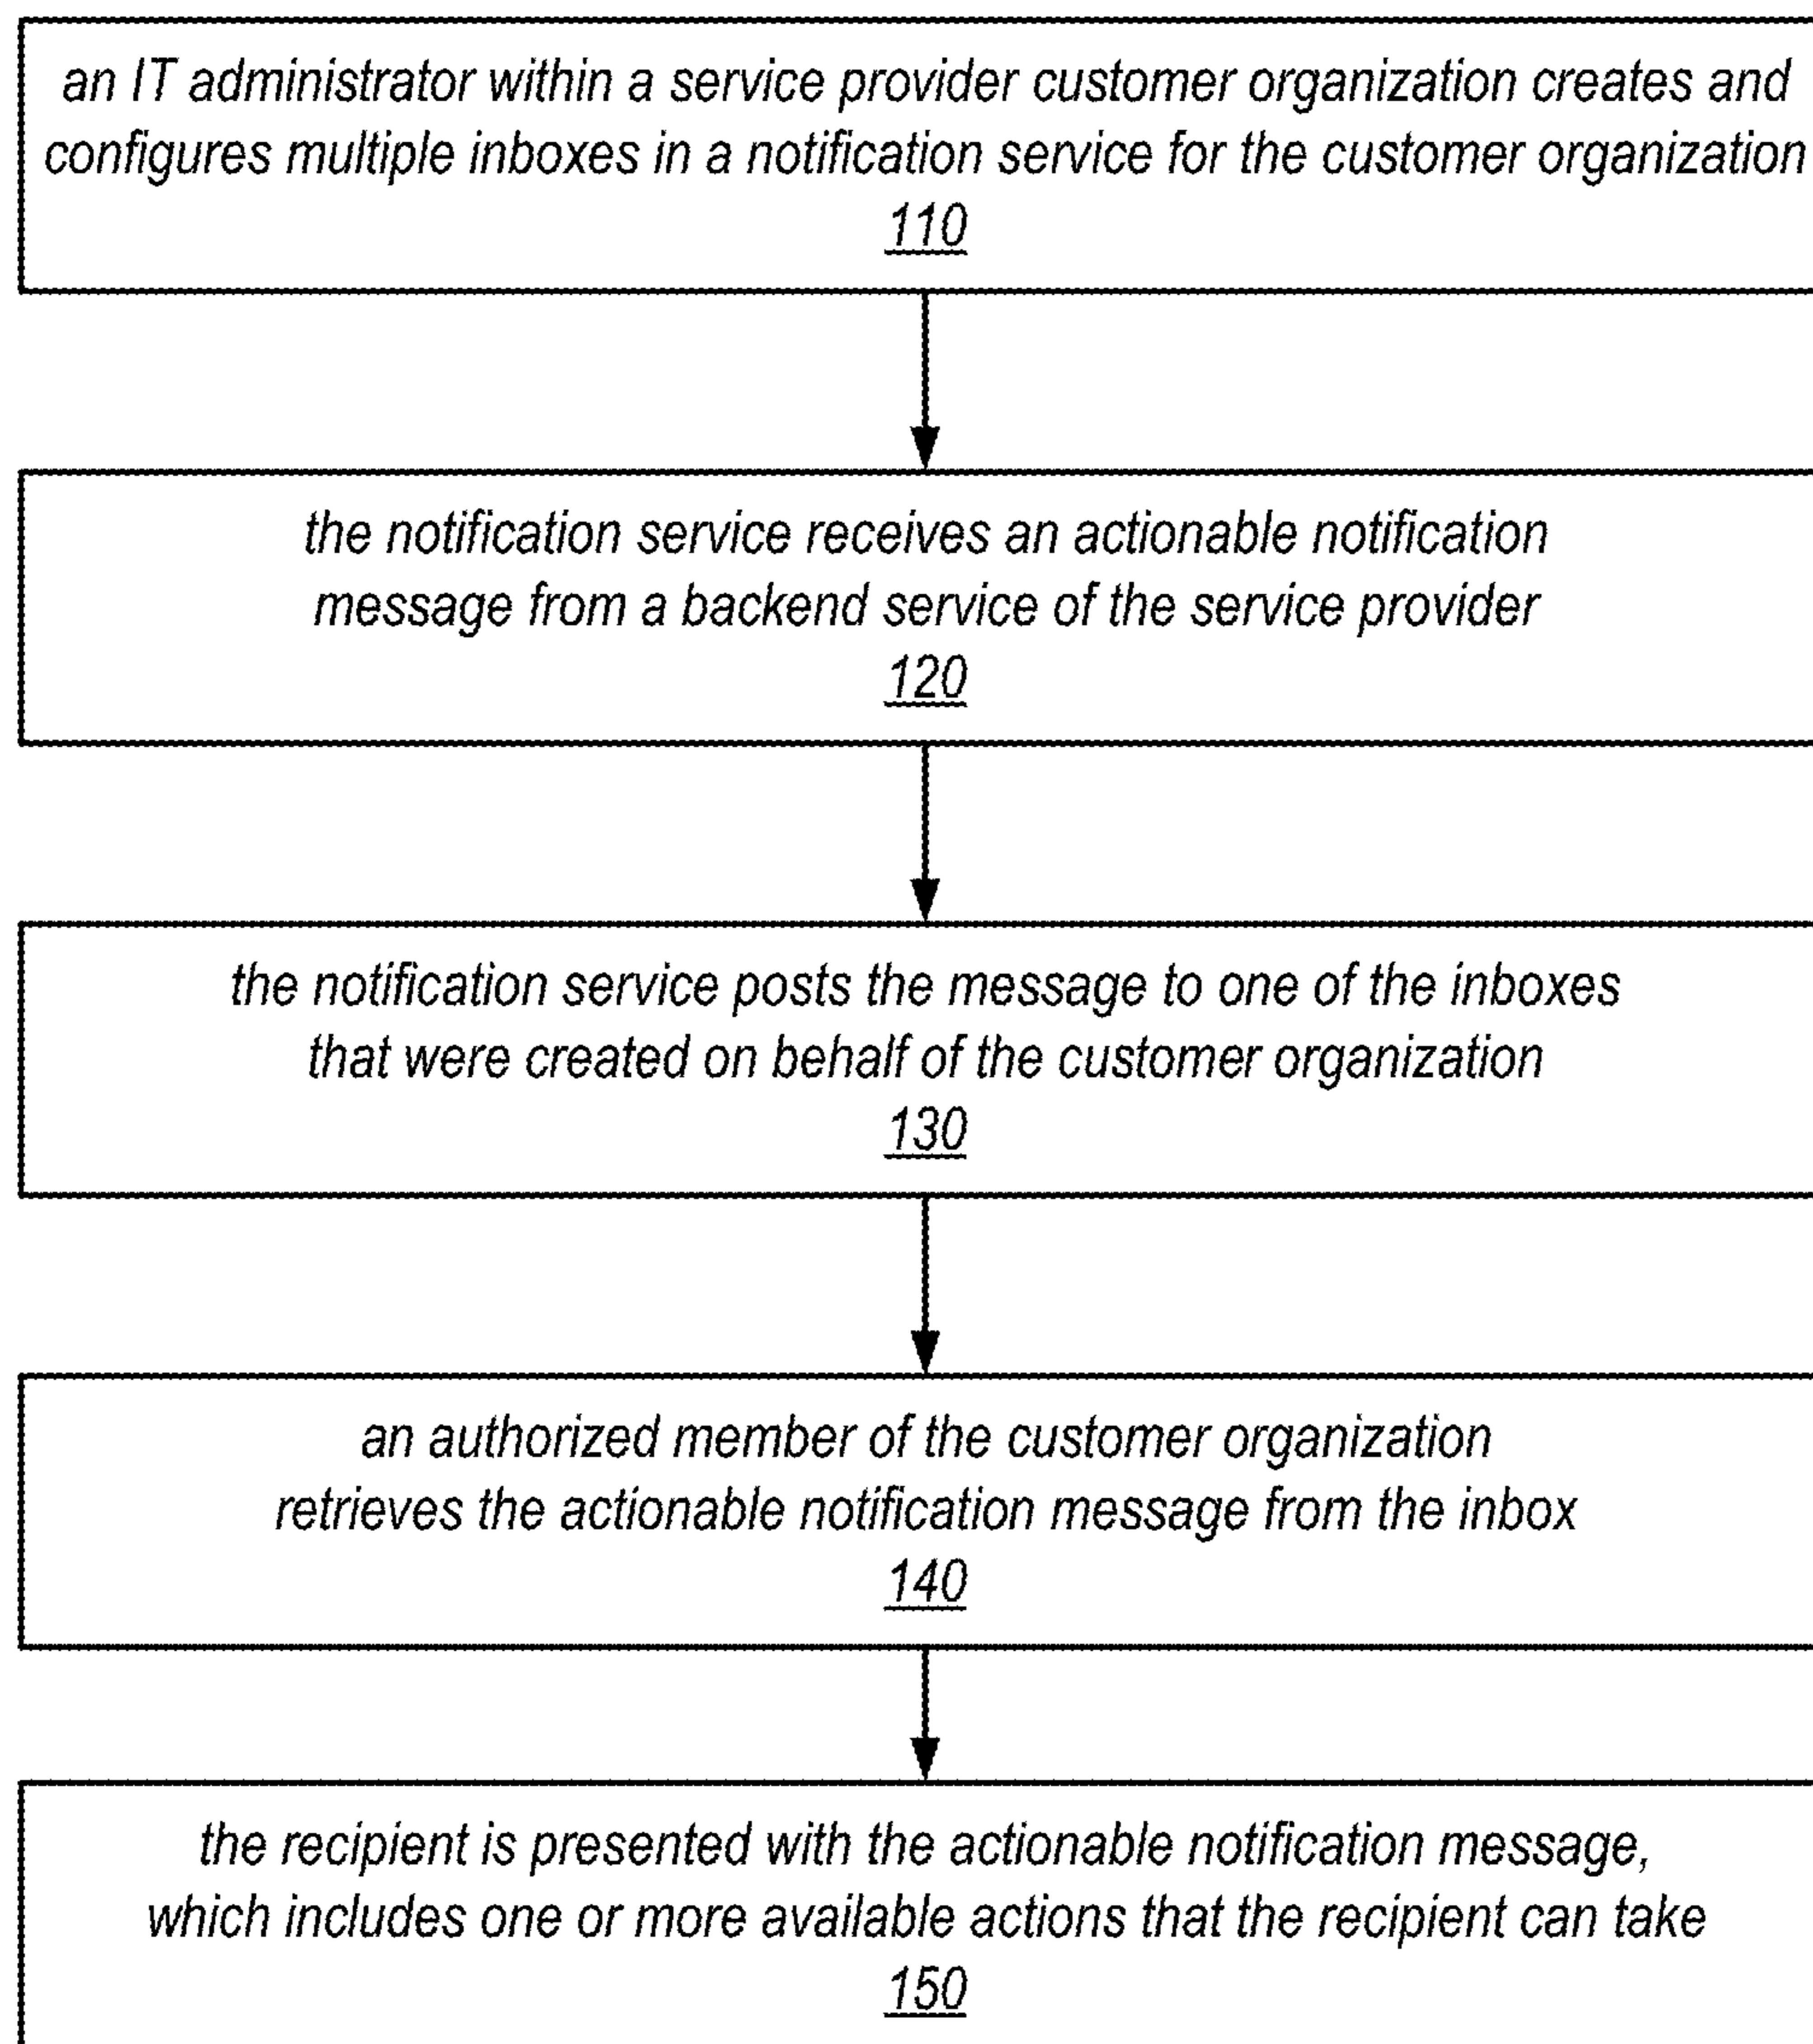 an IT administrator within a service provider customer organization creates and
configures multiple inboxes in a notification service for the customer organization
110
the notification service receives an actionable notification
message from a backend service of the service provider
120
the notification service posts the message to one of the inboxes
that were created on behalf of the customer organization
130
an authorized member of the customer organization
retrieves the actionable notification message from the inbox
140
the recipient is presented with the actionable notification message,
which includes one or more available actions that the recipient can take
150